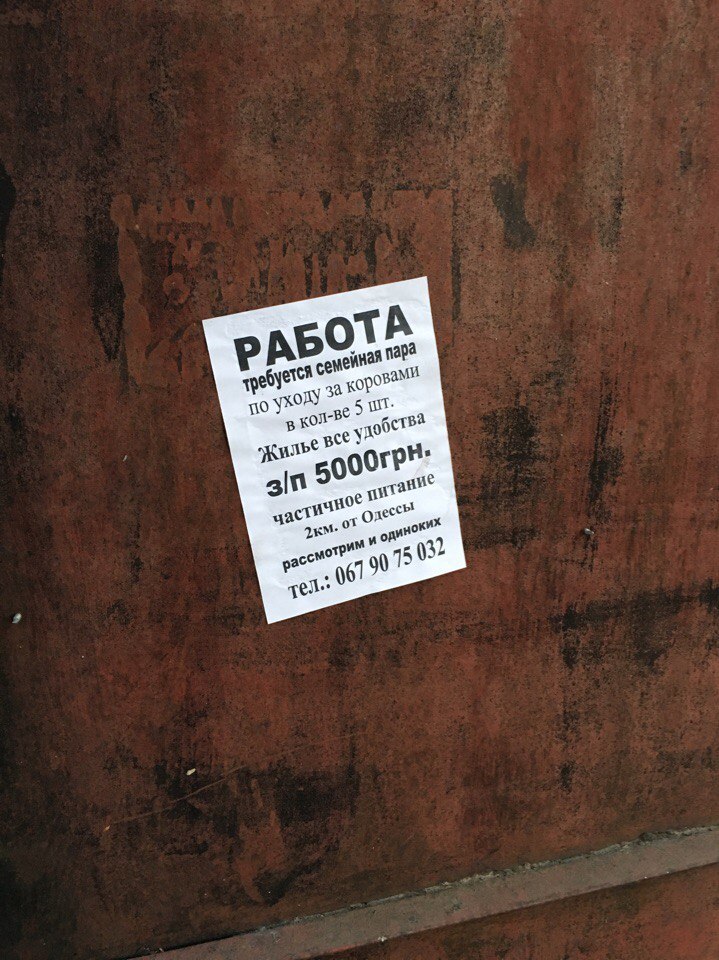 РАБОТА
требуется семейная пара
по уходу за коровами
в кол-ве 5 шт.
Жилье все удобства
з/п 5000грн.
частичное питание
2км. от Одессы
рассмотрим и одиноких
тел.: 067 90 75 032